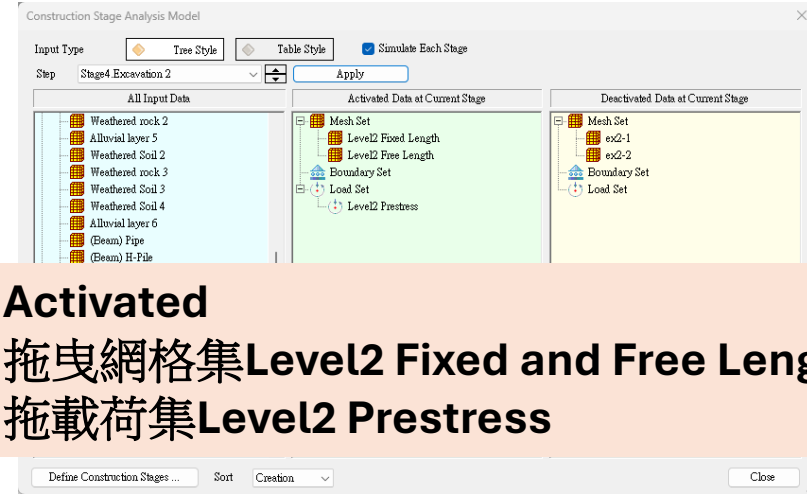 Construction Stage Analysis Model
Input Type Tree Style Table Style Simulate Each Stage
Step Stage4.Excavation 2 Apply
All Input Data Activated Data at Current Stage Deactivated Data at Current Stage
Weathered rock 2
Alluvial layer 5
Weathered Soil 2
Weathered rock 3
Weathered Soil 3
Weathered Soil 4
Alluvial layer 6
(Beam) Pipe
(Beam) H-Pile
Mesh Set
Level2 Fixed Length
Level2 Free Length
Boundary Set
Load Set
Level2 Prestress
Mesh Set
ex2-1
ex2-2
Boundary Set
Load Set
Activated
拖曳網格集Level2 Fixed and Free Leng
拖載荷集Level2 Prestress
Define Construction Stages ... Sort Creation Close